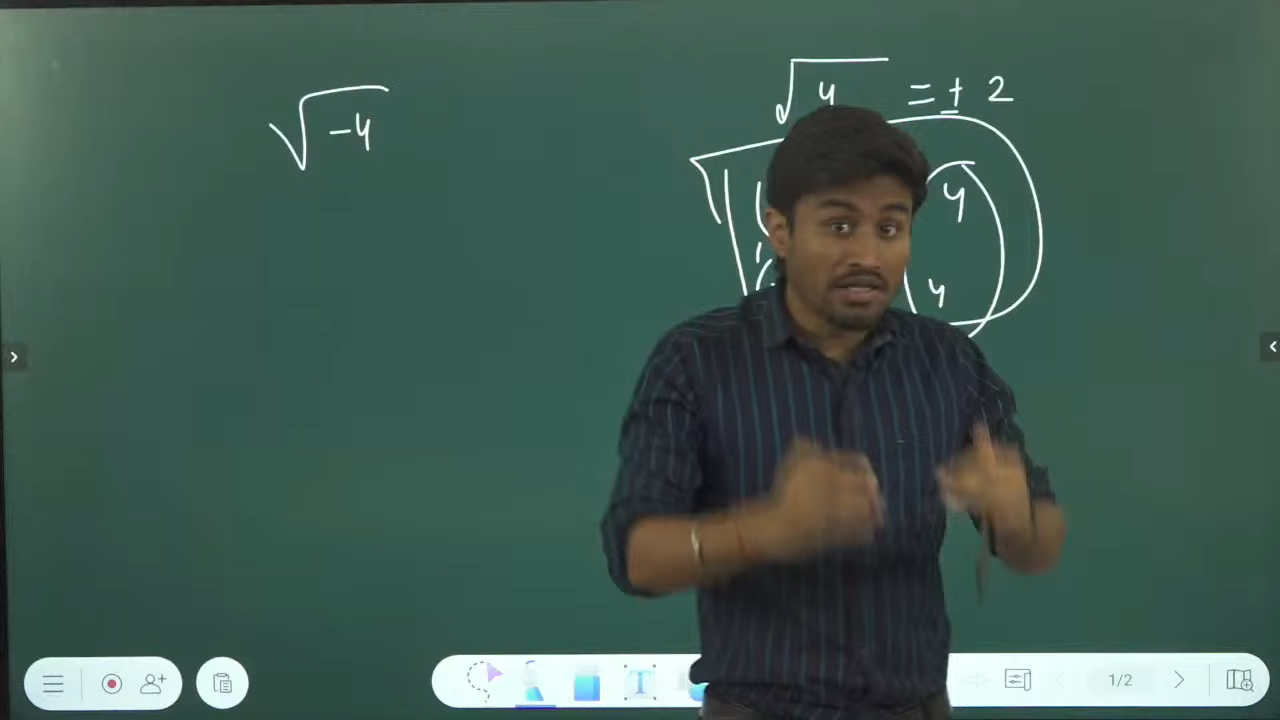 √-4
√4 = ± 2
4
4
1/2
T